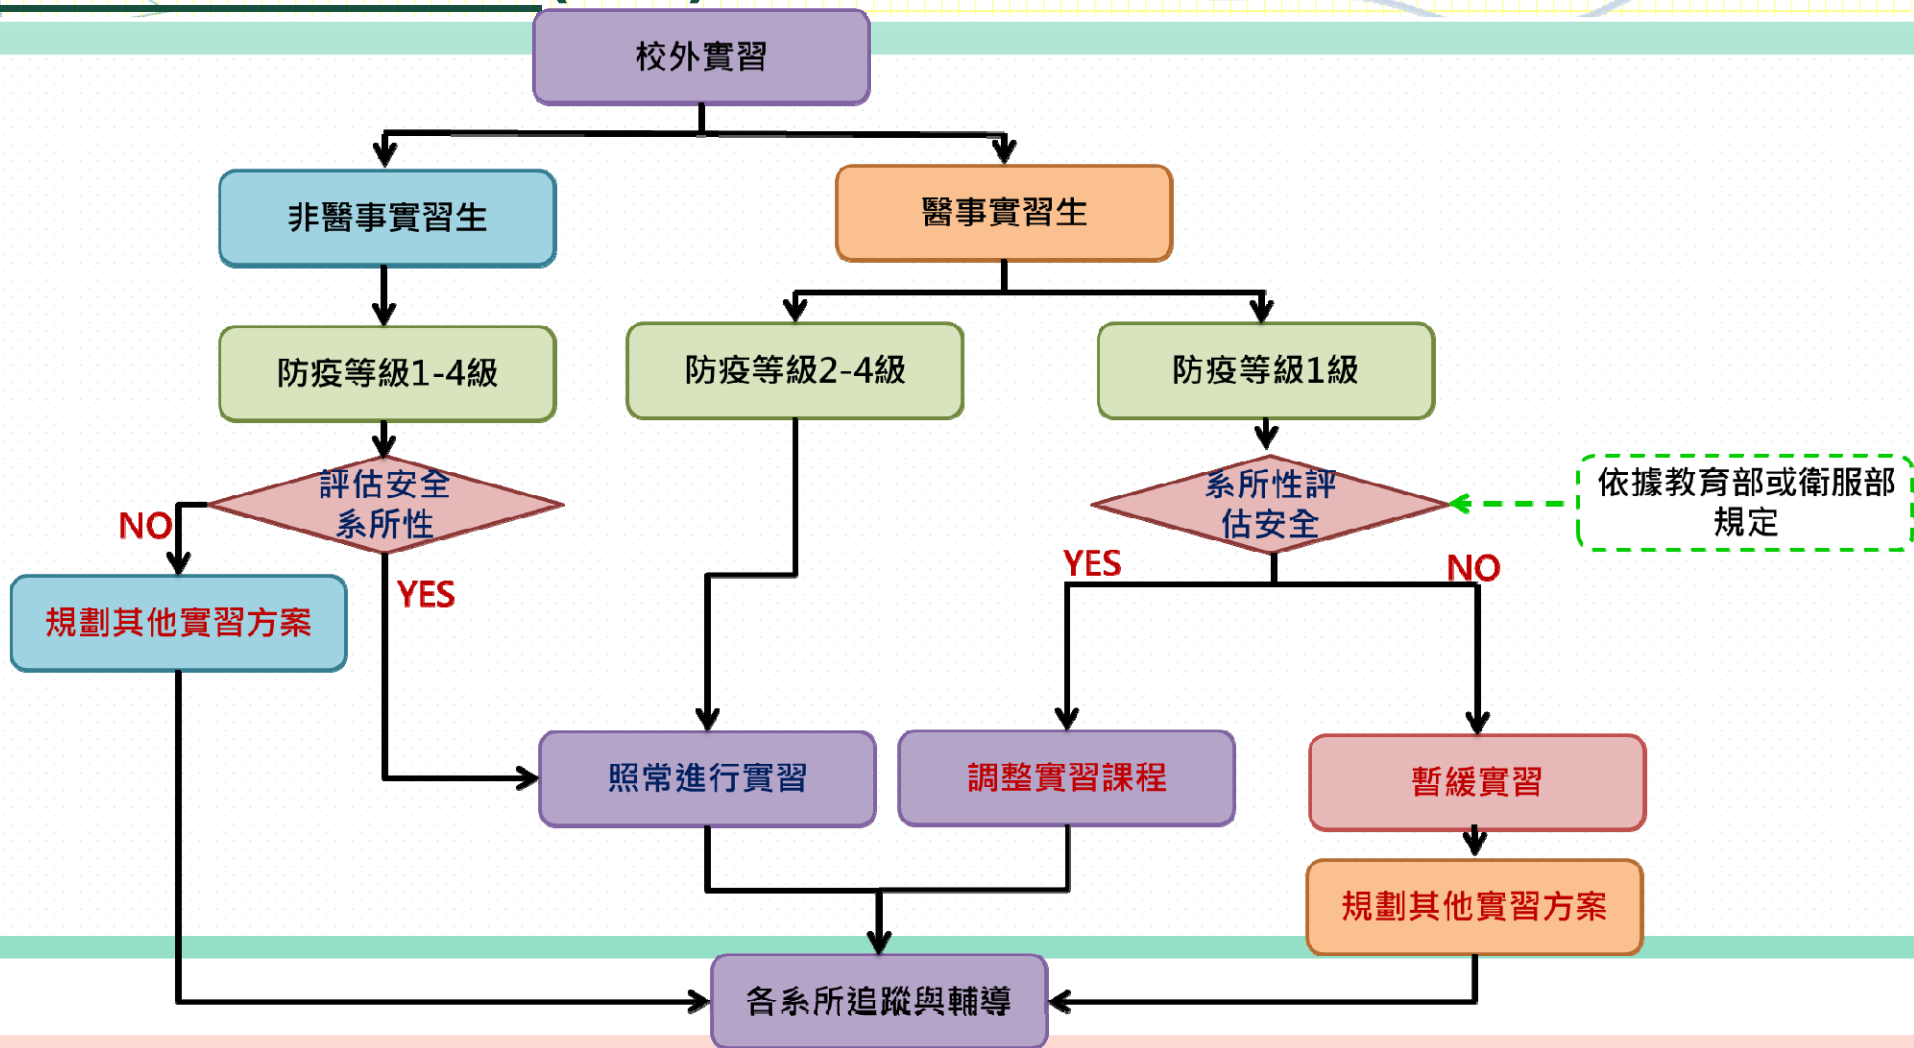 校外實習
非醫事實習生
醫事實習生
防疫等級1-4級
防疫等級2-4級
防疫等級1級
評估安全
系所性
系所性評
估安全
依據教育部或衛服部
規定
NO
YES
YES
NO
規劃其他實習方案
照常進行實習
調整實習課程
暫緩實習
規劃其他實習方案
各系所追蹤與輔導